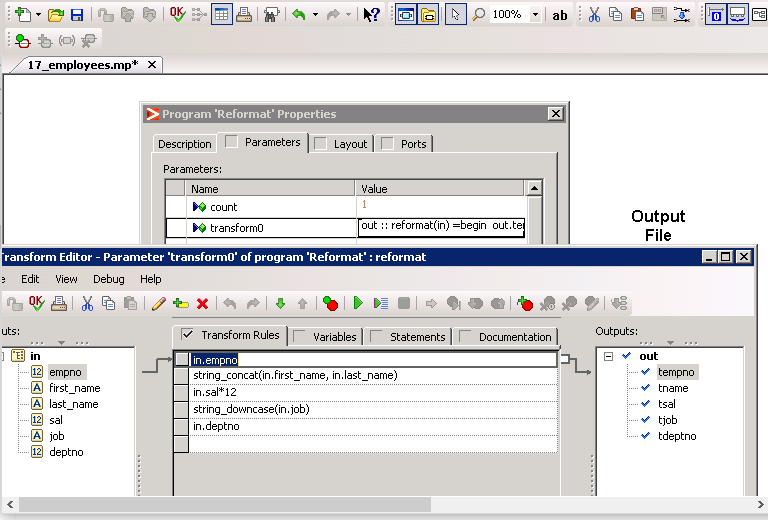 OK
100%
ab
17_employees.mp*
Program 'Reformat' Properties
Description
Parameters
Layout
Ports
Parameters:
Name
Value
count
1
transform0
out :: reformat(in) =begin out.te
Output
File
Transform Editor - Parameter 'transform0' of program 'Reformat' : reformat
e Edit View Debug Help
OK
uts:
Transform Rules
Variables
Statements
Documentation
Outputs:
in
in.empno
out
12 empno
tempno
A first_name
string_concat(in.first_name, in.last_name)
tname
A last_name
in.sal*12
tsal
12 sal
string_downcase(in.job)
tjob
A job
in.deptno
tdeptno
12 deptno